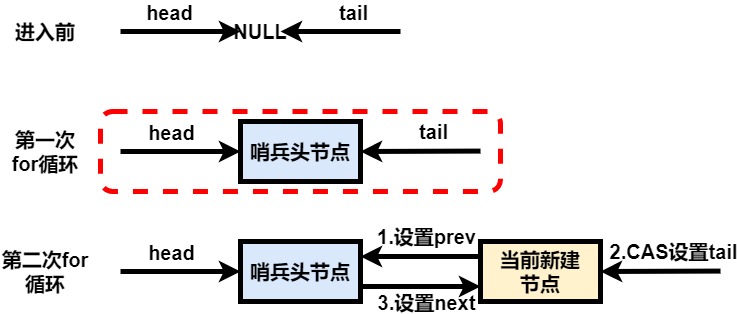 进入前
head
NULL
tail
第一次
for循环
head
哨兵头节点
tail
第二次for
循环
head
哨兵头节点
1.设置prev
3.设置next
当前新建
节点
2.CAS设置tail